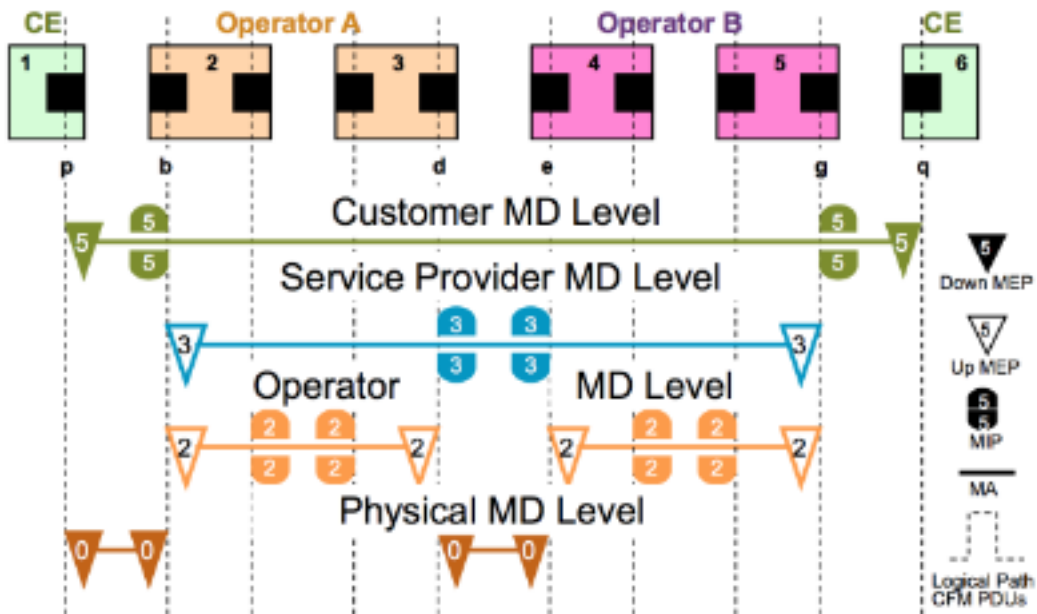 CE Operator A Operator B CE
1 2 3 4 5 6
p b d e g q
Customer MD Level
5 5 5 5
5 5
5
Down MEP
Service Provider MD Level
3 3 3 3
3 3
5
Up MEP
Operator MD Level
2 2 2 2 2 2 2 2
2 2 2 2
5
5
MIP
MA
Physical MD Level
0 0 0 0
Logical Path
CFM PDUs